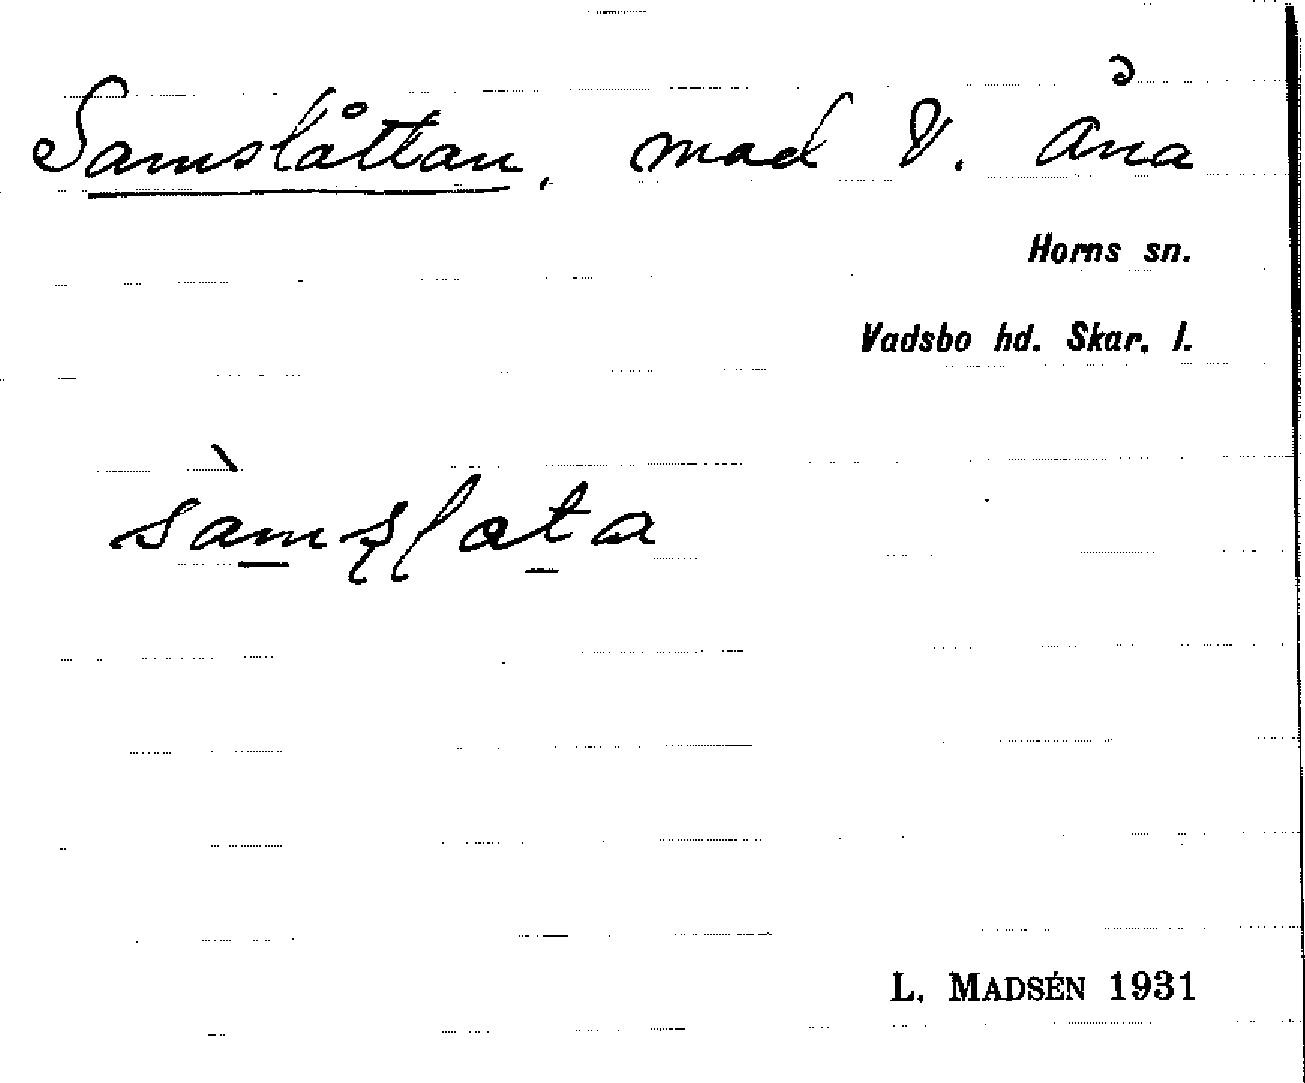 Samslåttan, mad V. Åna
Horns sn.
Vadsbo hd. Skar. l.
sàmslata
L. MADSÉN 1931